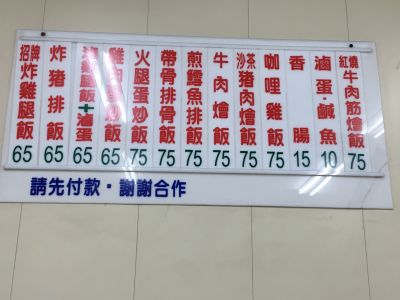 招牌炸雞腿飯 65
炸豬排飯 65
飯+滷蛋 65
雞炒飯 65
火腿蛋炒飯 75
帶骨排骨飯 75
煎鱈魚排飯 75
牛肉燴飯 75
沙茶豬肉燴飯 75
咖哩雞飯 75
香腸 15
滷蛋·鹹魚 10
紅燒牛肉筋燴飯 75
請先付款·謝謝合作